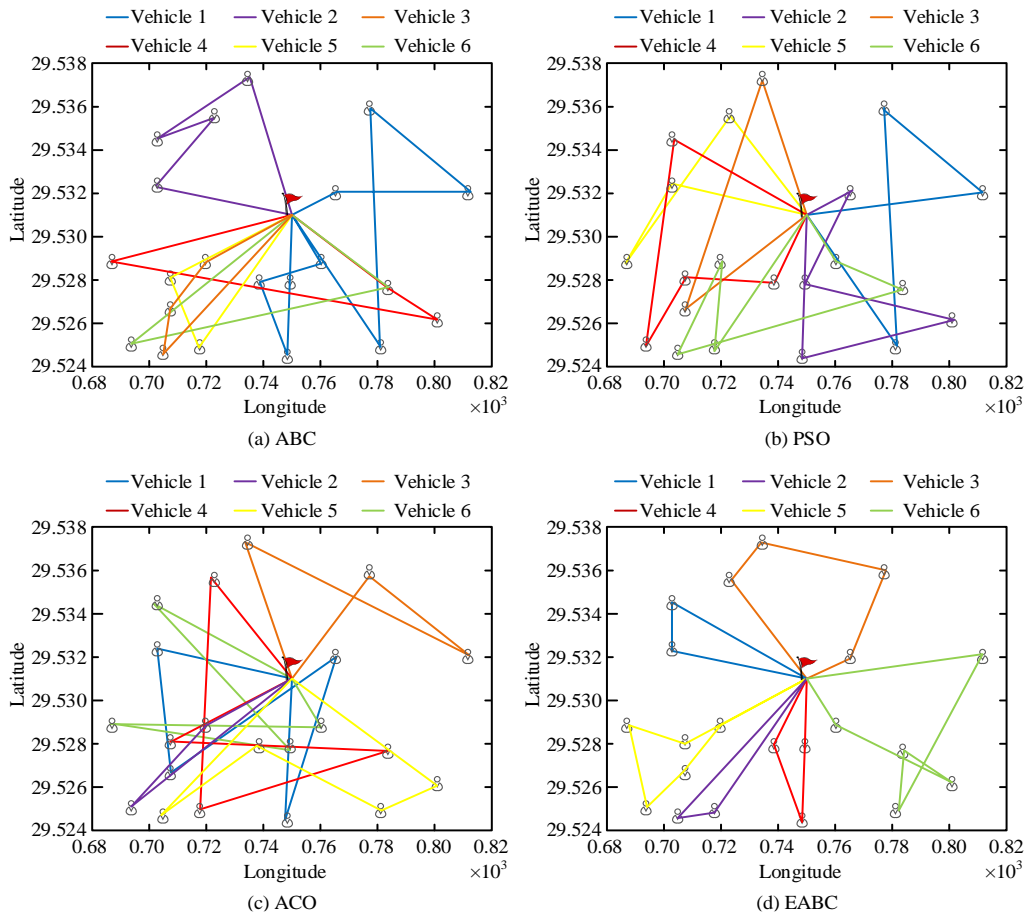 Vehicle 1 Vehicle 2 Vehicle 3 Vehicle 1 Vehicle 2 Vehicle 3
Vehicle 4 Vehicle 5 Vehicle 6 Vehicle 4 Vehicle 5 Vehicle 6
29.538 29.538
29.536 29.536
29.534 29.534
29.532 29.532
Latitude Latitude
29.530 29.530
29.528 29.528
29.526 29.526
29.524 29.524
0.68 0.70 0.72 0.74 0.76 0.78 0.80 0.82 0.68 0.70 0.72 0.74 0.76 0.78 0.80 0.82
Longitude ×10³ Longitude ×10³
(a) ABC (b) PSO
Vehicle 1 Vehicle 2 Vehicle 3 Vehicle 1 Vehicle 2 Vehicle 3
Vehicle 4 Vehicle 5 Vehicle 6 Vehicle 4 Vehicle 5 Vehicle 6
29.538 29.538
29.536 29.536
29.534 29.534
29.532 29.532
Latitude Latitude
29.530 29.530
29.528 29.528
29.526 29.526
29.524 29.524
0.68 0.70 0.72 0.74 0.76 0.78 0.80 0.82 0.68 0.70 0.72 0.74 0.76 0.78 0.80 0.82
Longitude ×10³ Longitude ×10³
(c) ACO (d) EABC